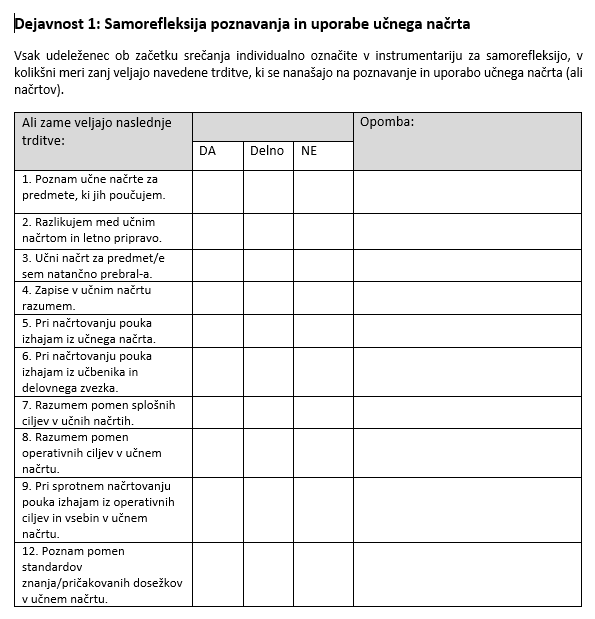 Dejavnost 1: Samorefleksija poznavanja in uporabe učnega načrta
Vsak udeleženec ob začetku srečanja individualno označite v instrumentariju za samorefleksijo, v
kolikšni meri zanj veljajo navedene trditve, ki se nanašajo na poznavanje in uporabo učnega načrta (ali
načrtov).
Ali zame veljajo naslednje
trditve:
Opomba:
DA
Delno
NE
1. Poznam učne načrte za
predmete, ki jih poučujem.
2. Razlikujem med učnim
načrtom in letno pripravo.
3. Učni načrt za predmet/e
sem natančno prebral-a.
4. Zapise v učnim načrtu
razumem.
5. Pri načrtovanju pouka
izhajam iz učnega načrta.
6. Pri načrtovanju pouka
izhajam iz učbenika in
delovnega zvezka.
7. Razumem pomen splošnih
ciljev v učnih načrtih.
8. Razumem pomen
operativnih ciljev v učnem
načrtu.
9. Pri sprotnem načrtovanju
pouka izhajam iz operativnih
ciljev in vsebin v učnem
načrtu.
12. Poznam pomen
standardov
znanja/pričakovanih dosežkov
v učnem načrtu.